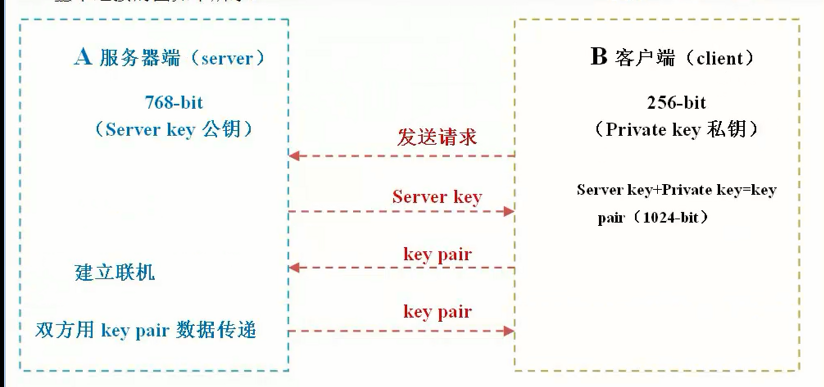 A 服务器端（server）
768-bit
（Server key 公钥）
建立联机
双方用 key pair 数据传递
发送请求
Server key
key pair
key pair
B 客户端（client）
256-bit
（Private key 私钥）
Server key+Private key=key
pair（1024-bit）